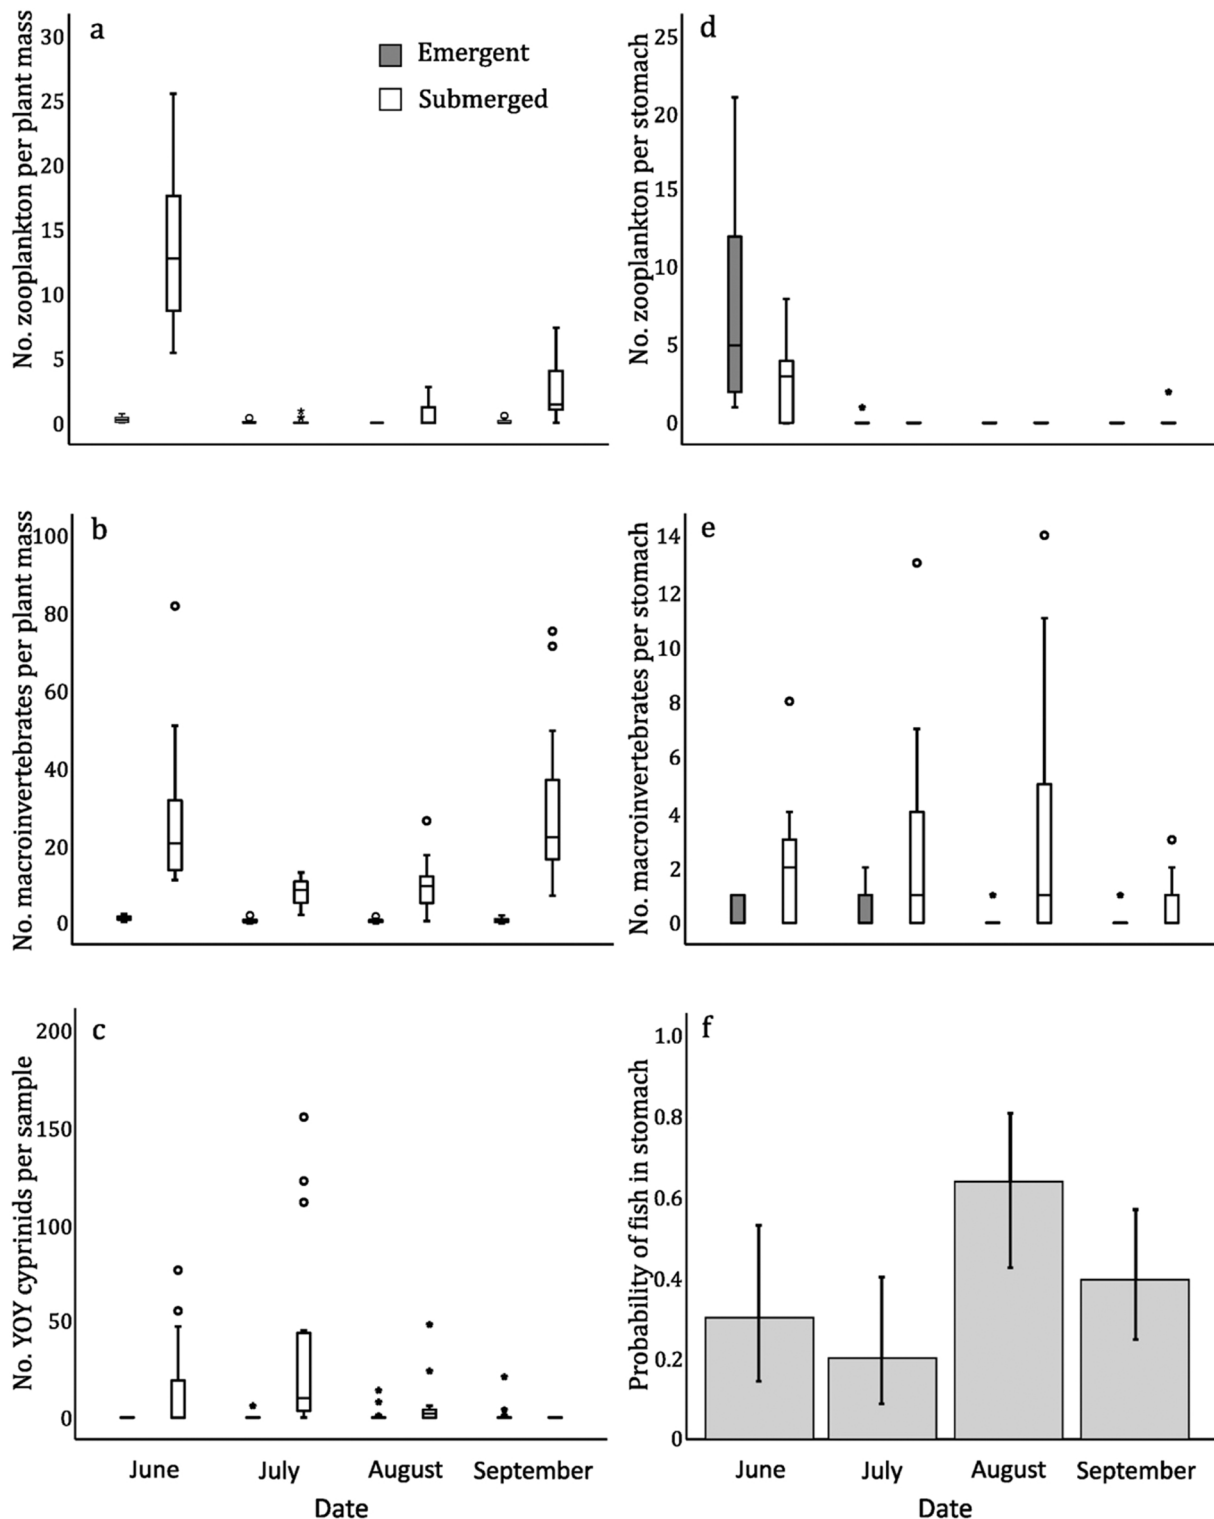 a
Emergent
Submerged
No. zooplankton per plant mass
30
25
20
15
10
5
0
d
No. zooplankton per stomach
25
20
15
10
5
0
b
No. macroinvertebrates per plant mass
100
80
60
40
20
0
e
No. macroinvertebrates per stomach
14
12
10
8
6
4
2
0
c
No. YOY cyprinids per sample
200
150
100
50
0
June July August September
Date
f
Probability of fish in stomach
1.0
0.8
0.6
0.4
0.2
0
June July August September
Date